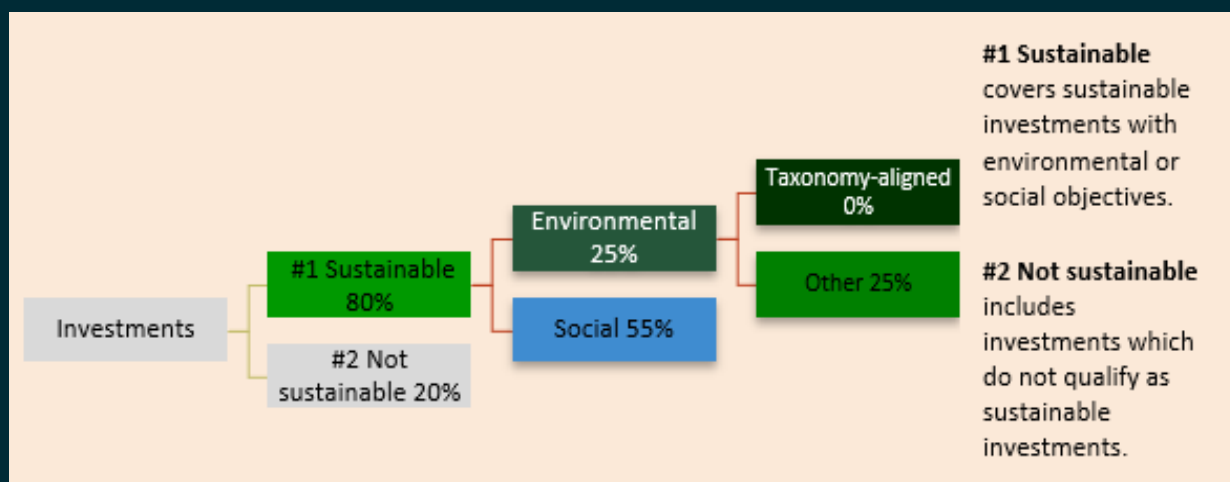 Investments
#1 Sustainable
80%
#2 Not
sustainable 20%
Environmental
25%
Social 55%
Taxonomy-aligned
0%
Other 25%
#1 Sustainable
covers sustainable
investments with
environmental or
social objectives.
#2 Not sustainable
includes
investments which
do not qualify as
sustainable
investments.